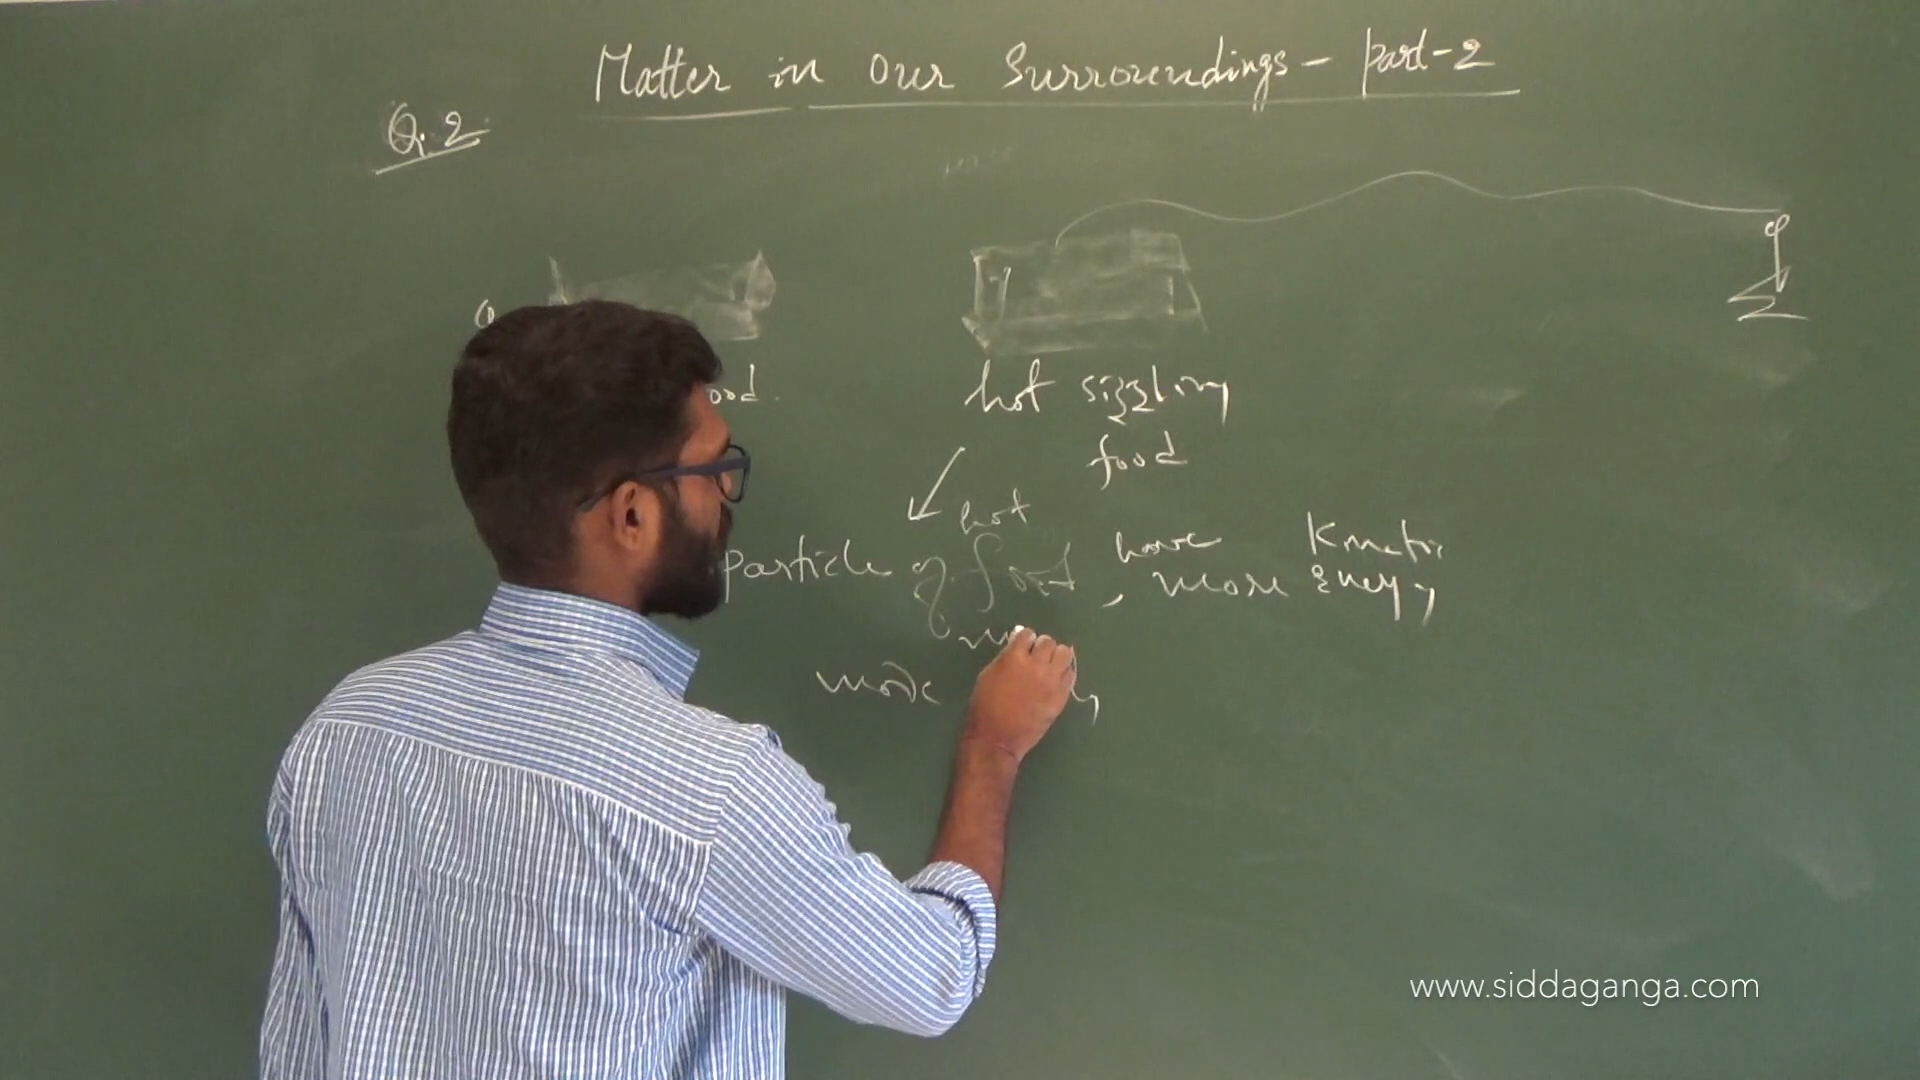 Matter in Our Surroundings - Part-2
Q.2
ood.
hot sizzling
food
hot
particle of food, have more Kinetic Energy,
more
www.siddaganga.com